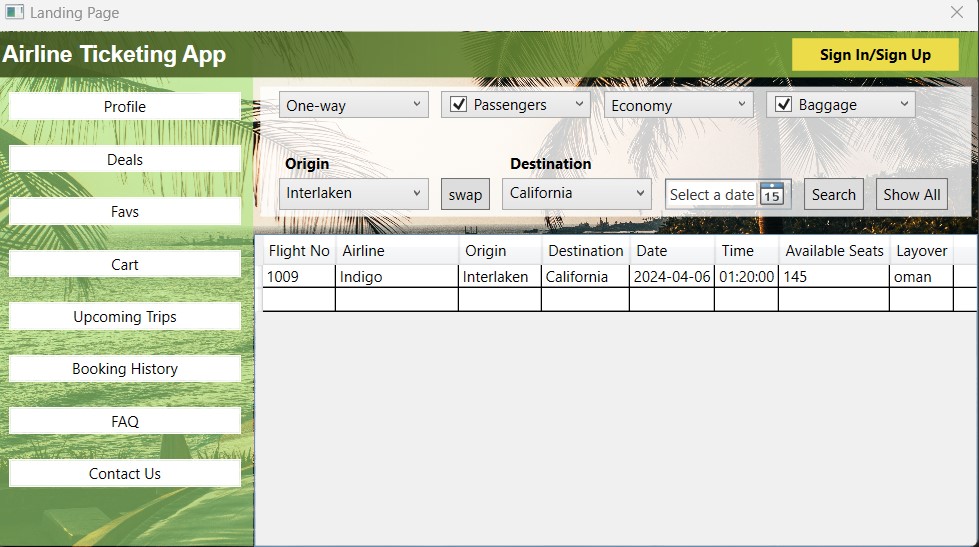 Landing Page
Airline Ticketing App
Sign In/Sign Up
Profile
Deals
Favs
Cart
Upcoming Trips
Booking History
FAQ
Contact Us
One-way Passengers Economy Baggage
Origin Destination
Interlaken swap California Select a date 15 Search Show All
Flight No Airline Origin Destination Date Time Available Seats Layover
1009 Indigo Interlaken California 2024-04-06 01:20:00 145 oman